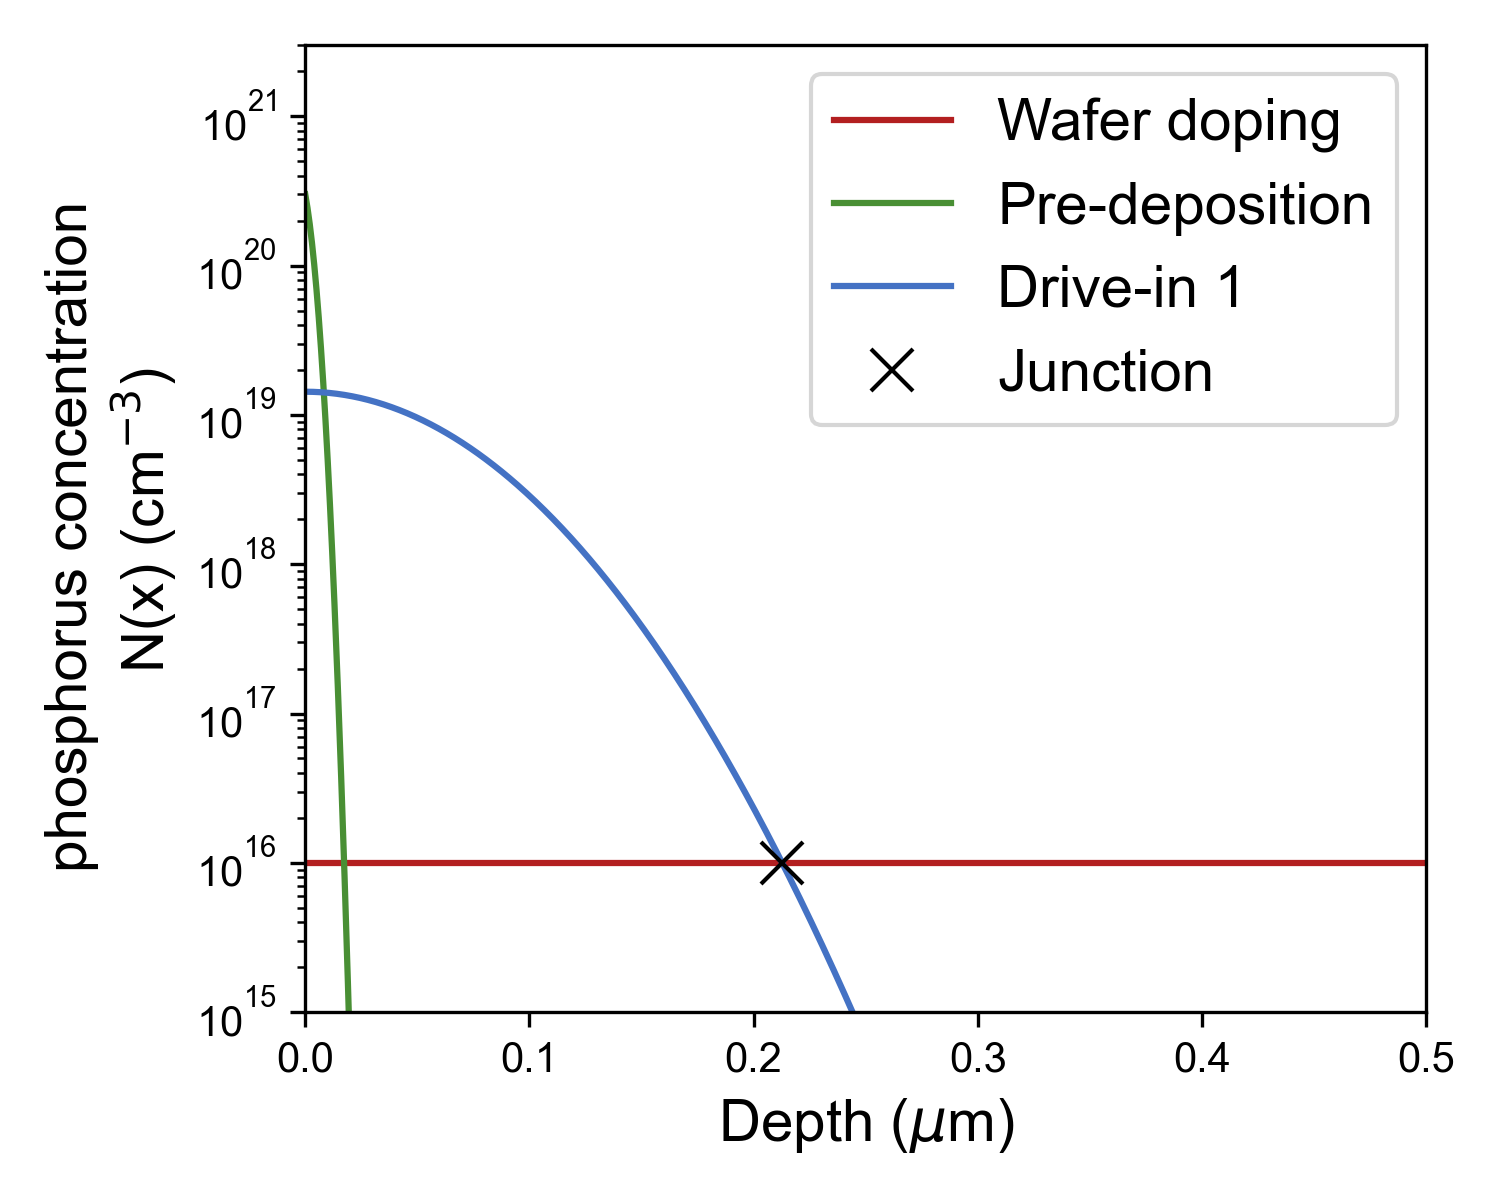 phosphorus concentration
N(x) (cm⁻³)
10²¹
10²⁰
10¹⁹
10¹⁸
10¹⁷
10¹⁶
10¹⁵
Wafer doping
Pre-deposition
Drive-in 1
Junction
0.0 0.1 0.2 0.3 0.4 0.5
Depth (μm)